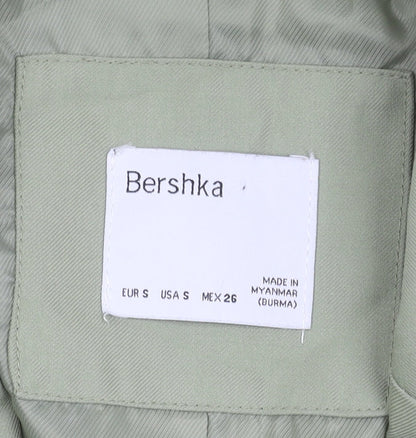 Bershka
EUR S USA S MEX 26
MADE IN
MYANMAR
(BURMA)